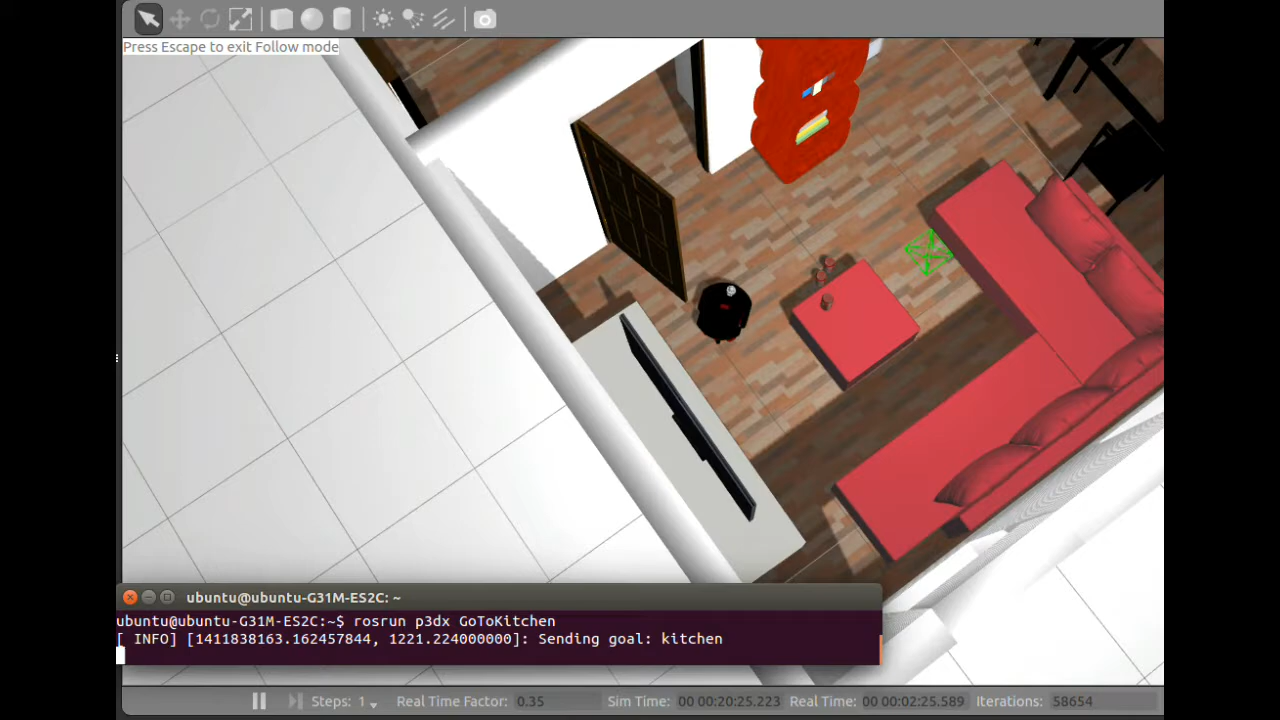 Press Escape to exit Follow mode
ubuntu@ubuntu-G31M-ES2C: ~
ubuntu@ubuntu-G31M-ES2C:~$ rosrun p3dx GoToKitchen
[ INFO] [1411838163.162457844, 1221.224000000]: Sending goal: kitchen
Steps: 1 Real Time Factor: 0.35 Sim Time: 00 00:20:25.223 Real Time: 00 00:02:25.589 Iterations: 58654